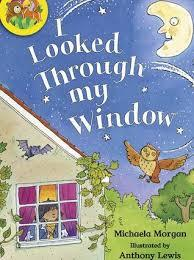 I
Looked
Through
my
Window
Michaela Morgan
Illustrated by
Anthony Lewis